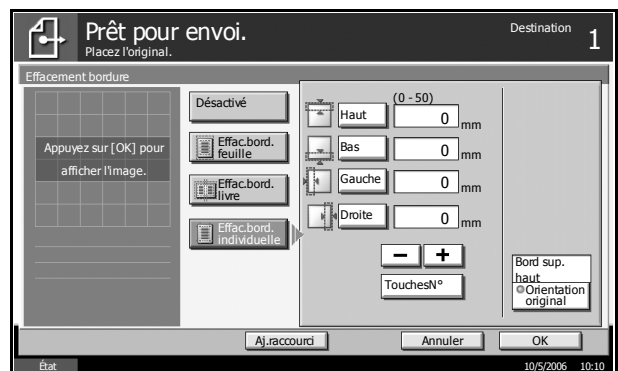 Prêt pour envoi.
Placez l'original.
Destination
1
Effacement bordure
Appuyez sur [OK] pour
afficher l'image.
Désactivé
Effac.bord.
feuille
Effac.bord.
livre
Effac.bord.
individuelle
(0 - 50)
Haut 0 mm
Bas 0 mm
Gauche 0 mm
Droite 0 mm
− +
TouchesN°
Bord sup.
haut
Orientation
original
Aj.raccourci
Annuler
OK
État
10/5/2006 10:10